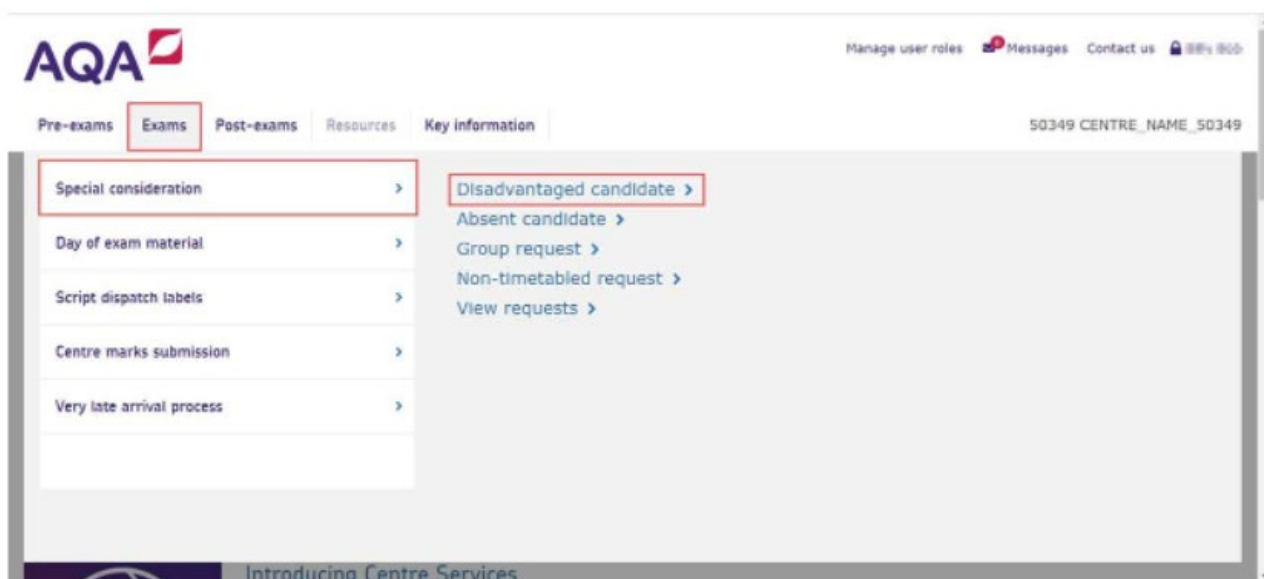 AQA
Manage user roles Messages Contact us
Pre-exams Exams Post-exams Resources Key information 50349 CENTRE_NAME_50349
Special consideration
Disadvantaged candidate
Absent candidate
Day of exam material
Group request
Non-timetabled request
Script dispatch labels
View requests
Centre marks submission
Very late arrival process
Introducing Centre Services